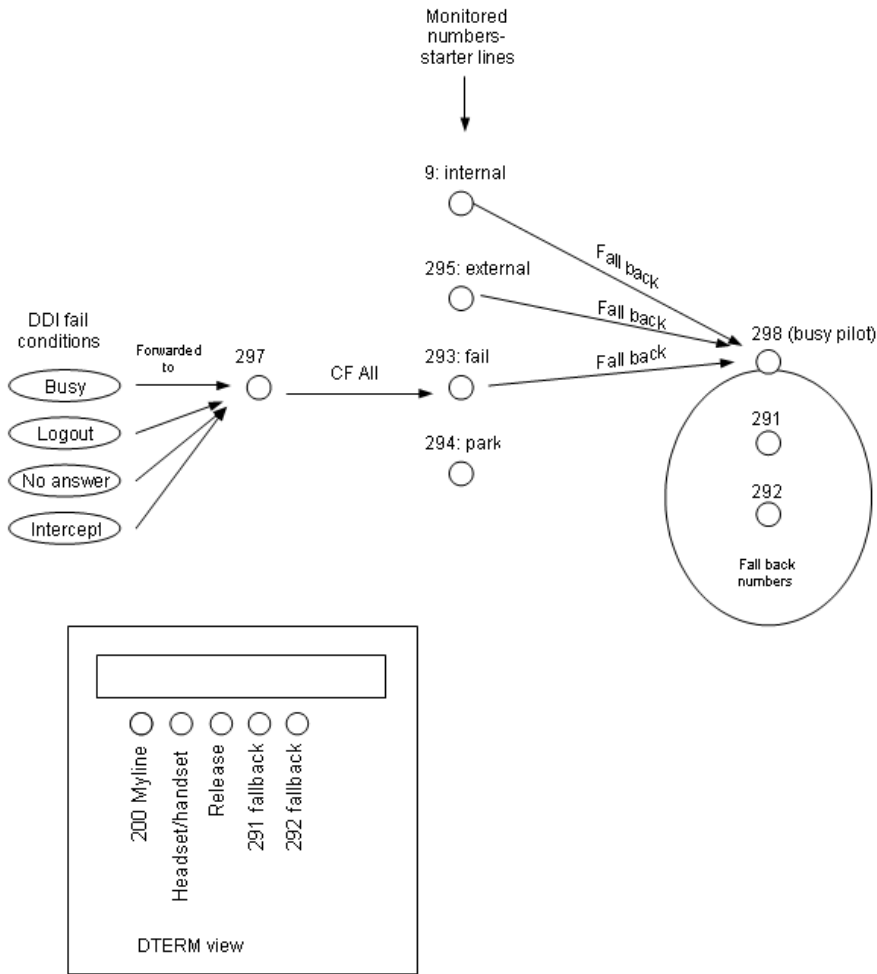 Monitored
numbers-
starter lines
9: internal
Fall back
295: external
Fall back
DDI fail
conditions
Forwarded
to
297
CF All
293: fail
Fall back
298 (busy pilot)
Busy
Logout
No answer
Intercept
294: park
291
292
Fall back
numbers
200 Myline
Headset/handset
Release
291 fallback
292 fallback
DTERM view